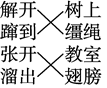 解开 树上
蹿到 缰绳
张开 教室
溜出 翅膀